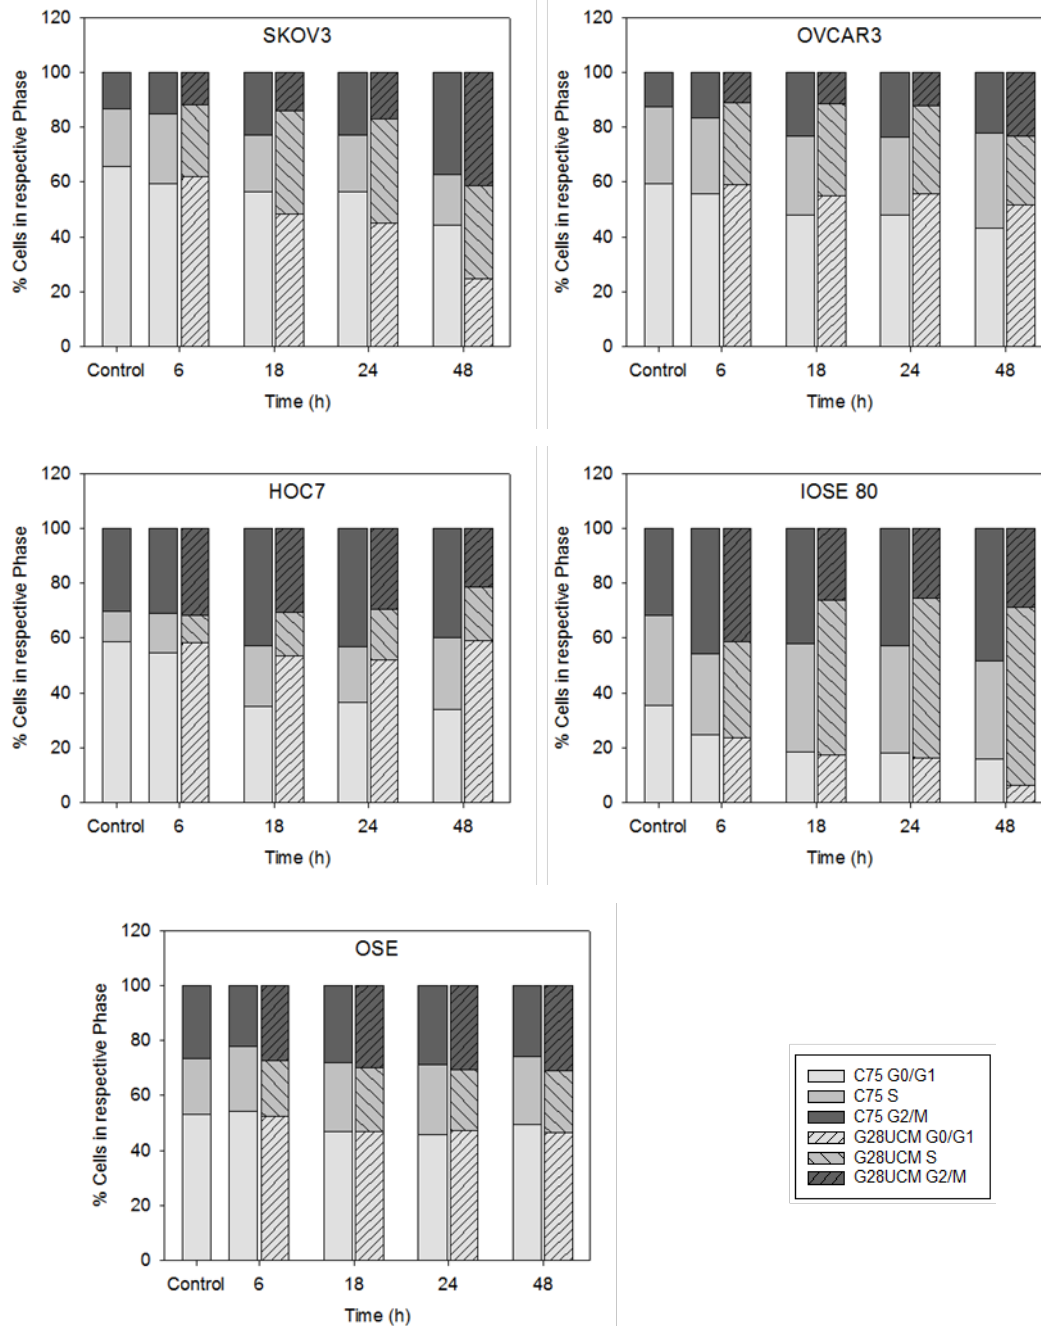 SKOV3
120
100
80
60
40
20
0
% Cells in respective Phase
Control 6 18 24 48
Time (h)
OVCAR3
120
100
80
60
40
20
0
% Cells in respective Phase
Control 6 18 24 48
Time (h)
HOC7
120
100
80
60
40
20
0
% Cells in respective Phase
Control 6 18 24 48
Time (h)
IOSE 80
120
100
80
60
40
20
0
% Cells in respective Phase
Control 6 18 24 48
Time (h)
OSE
120
100
80
60
40
20
0
% Cells in respective Phase
Control 6 18 24 48
Time (h)
C75 G0/G1
C75 S
C75 G2/M
G28UCM G0/G1
G28UCM S
G28UCM G2/M